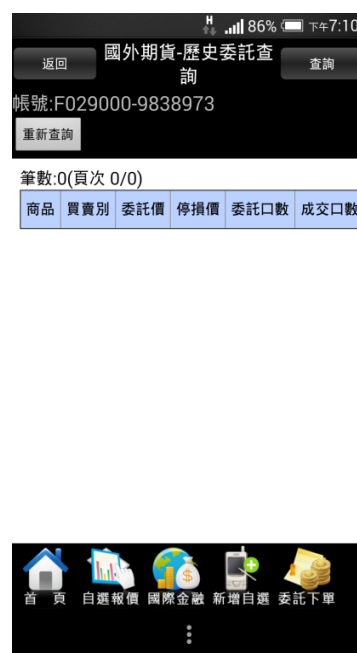 H 86% 下午7:10
返回
國外期貨-歷史委託查
詢
查詢
帳號:F029000-9838973
重新查詢
筆數:0(頁次 0/0)
商品 買賣別 委託價 停損價 委託口數 成交口數
首 頁 自選報價 國際金融 新增自選 委託下單